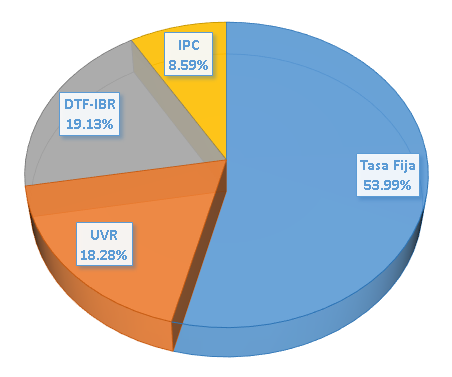 IPC
8.59%
DTF-IBR
19.13%
Tasa Fija
53.99%
UVR
18.28%